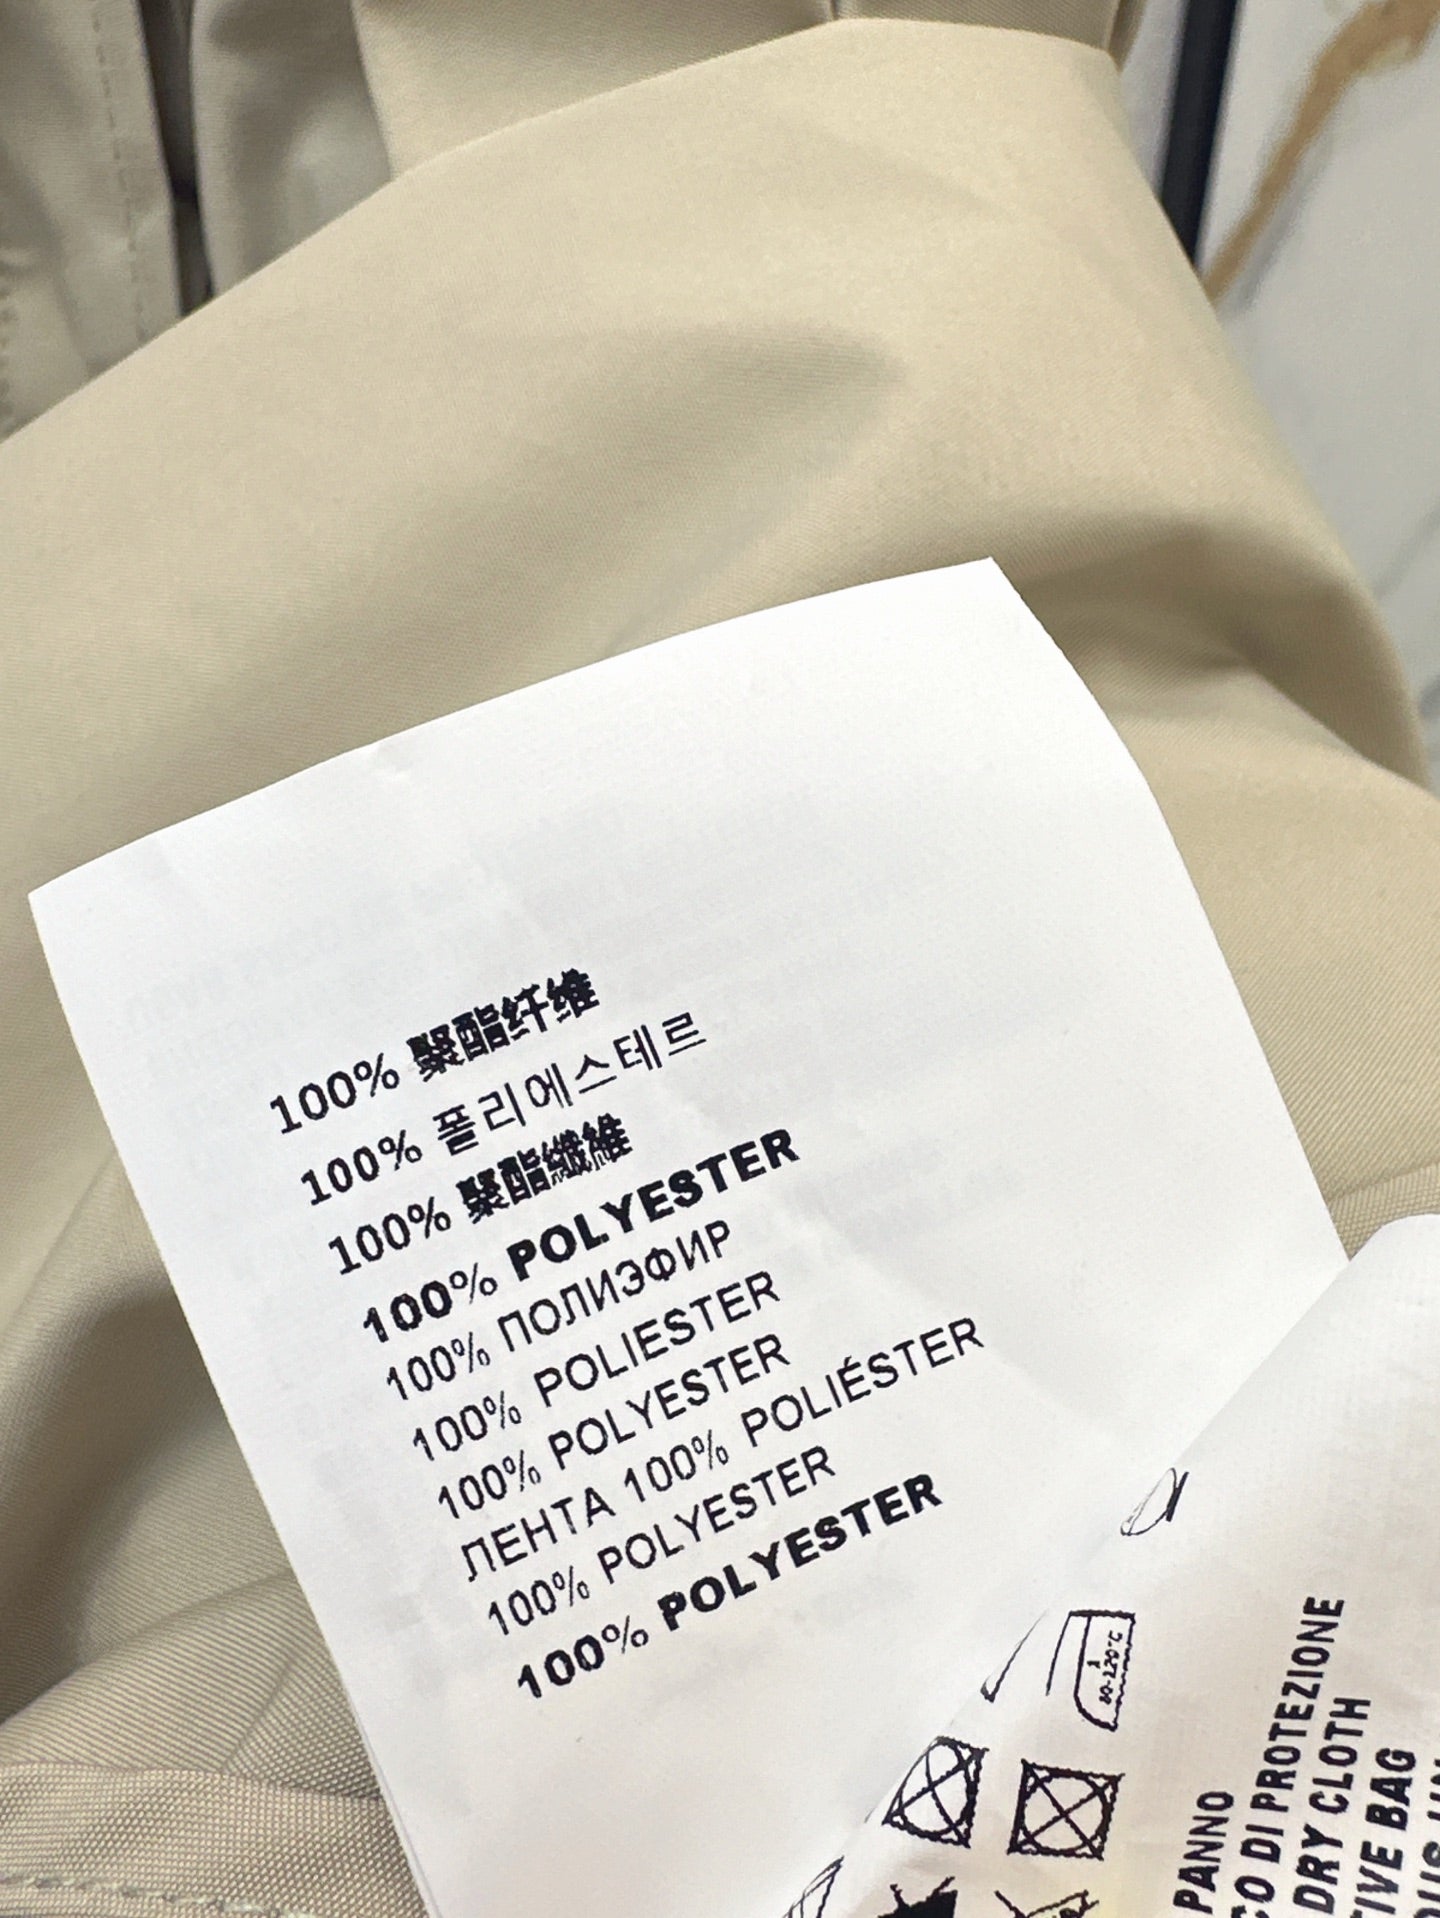 100% 聚酯纤维
100% 폴리에스테르
100% 聚酯纖維
100% POLYESTER
100% ПОЛИЭФИР
100% POLIESTER
100% POLYESTER
ЛЕНТА 100% POLIÉSTER
100% POLYESTER
100% POLYESTER
80-120°C
PANNO
CO DI PROTEZIONE
DRY CLOTH
TIVE BAG